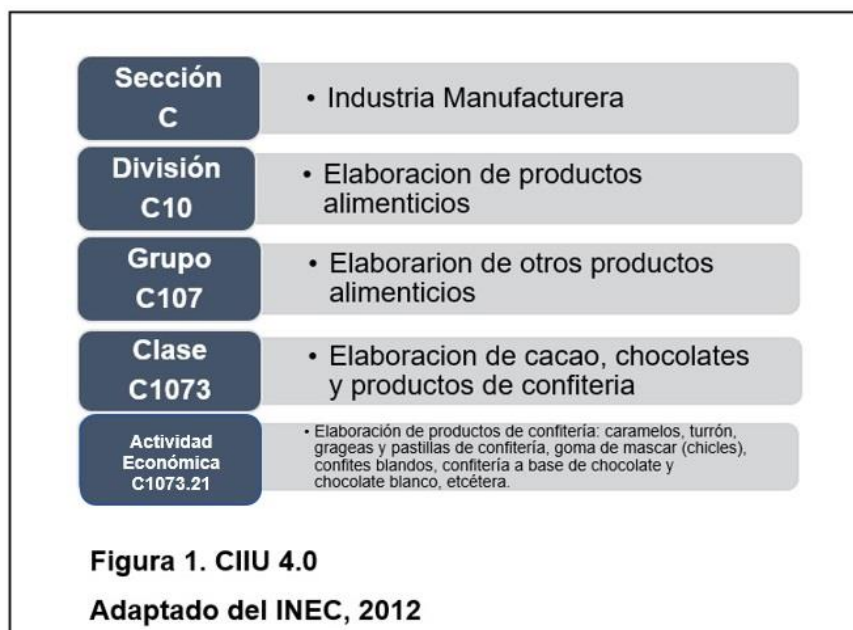 Sección
C
• Industria Manufacturera
División
C10
• Elaboracion de productos
alimenticios
Grupo
C107
• Elaborarion de otros productos
alimenticios
Clase
C1073
• Elaboracion de cacao, chocolates
y productos de confiteria
Actividad
Económica
C1073.21
• Elaboración de productos de confitería: caramelos, turrón,
grageas y pastillas de confitería, goma de mascar (chicles),
confites blandos, confitería a base de chocolate y
chocolate blanco, etcétera.
Figura 1. CIIU 4.0
Adaptado del INEC, 2012